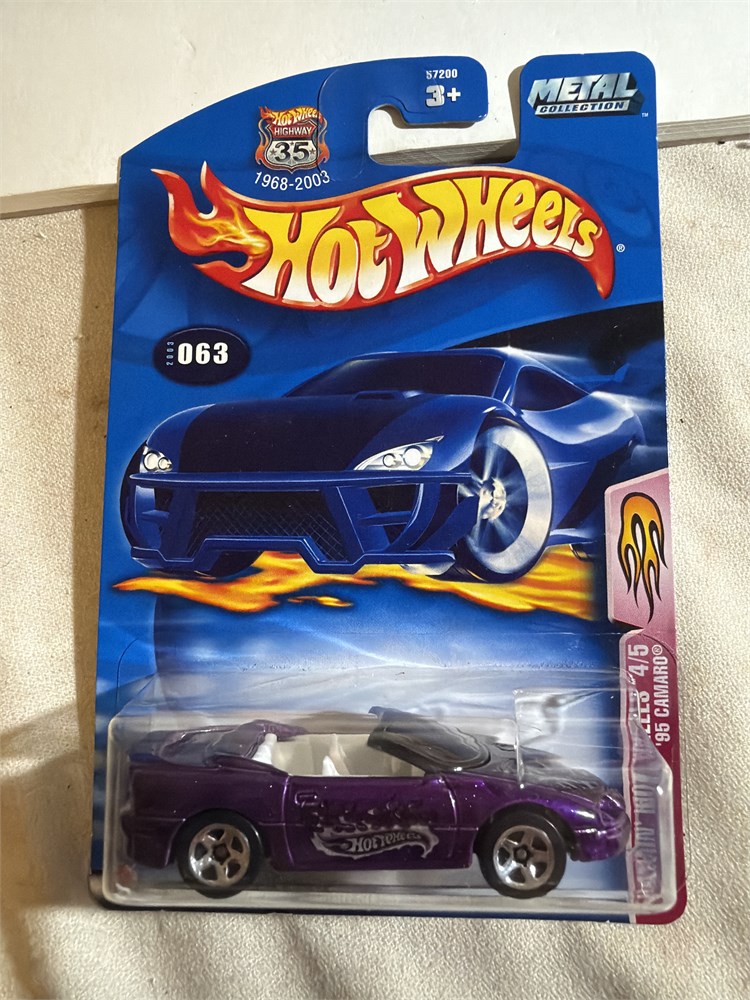 57200
3+
METAL
COLLECTION™
HOT WHEELS
HIGHWAY
35
1968-2003
HOT WHEELS®
2003
063
4/5
'95 CAMARO®
HOT WHEELS